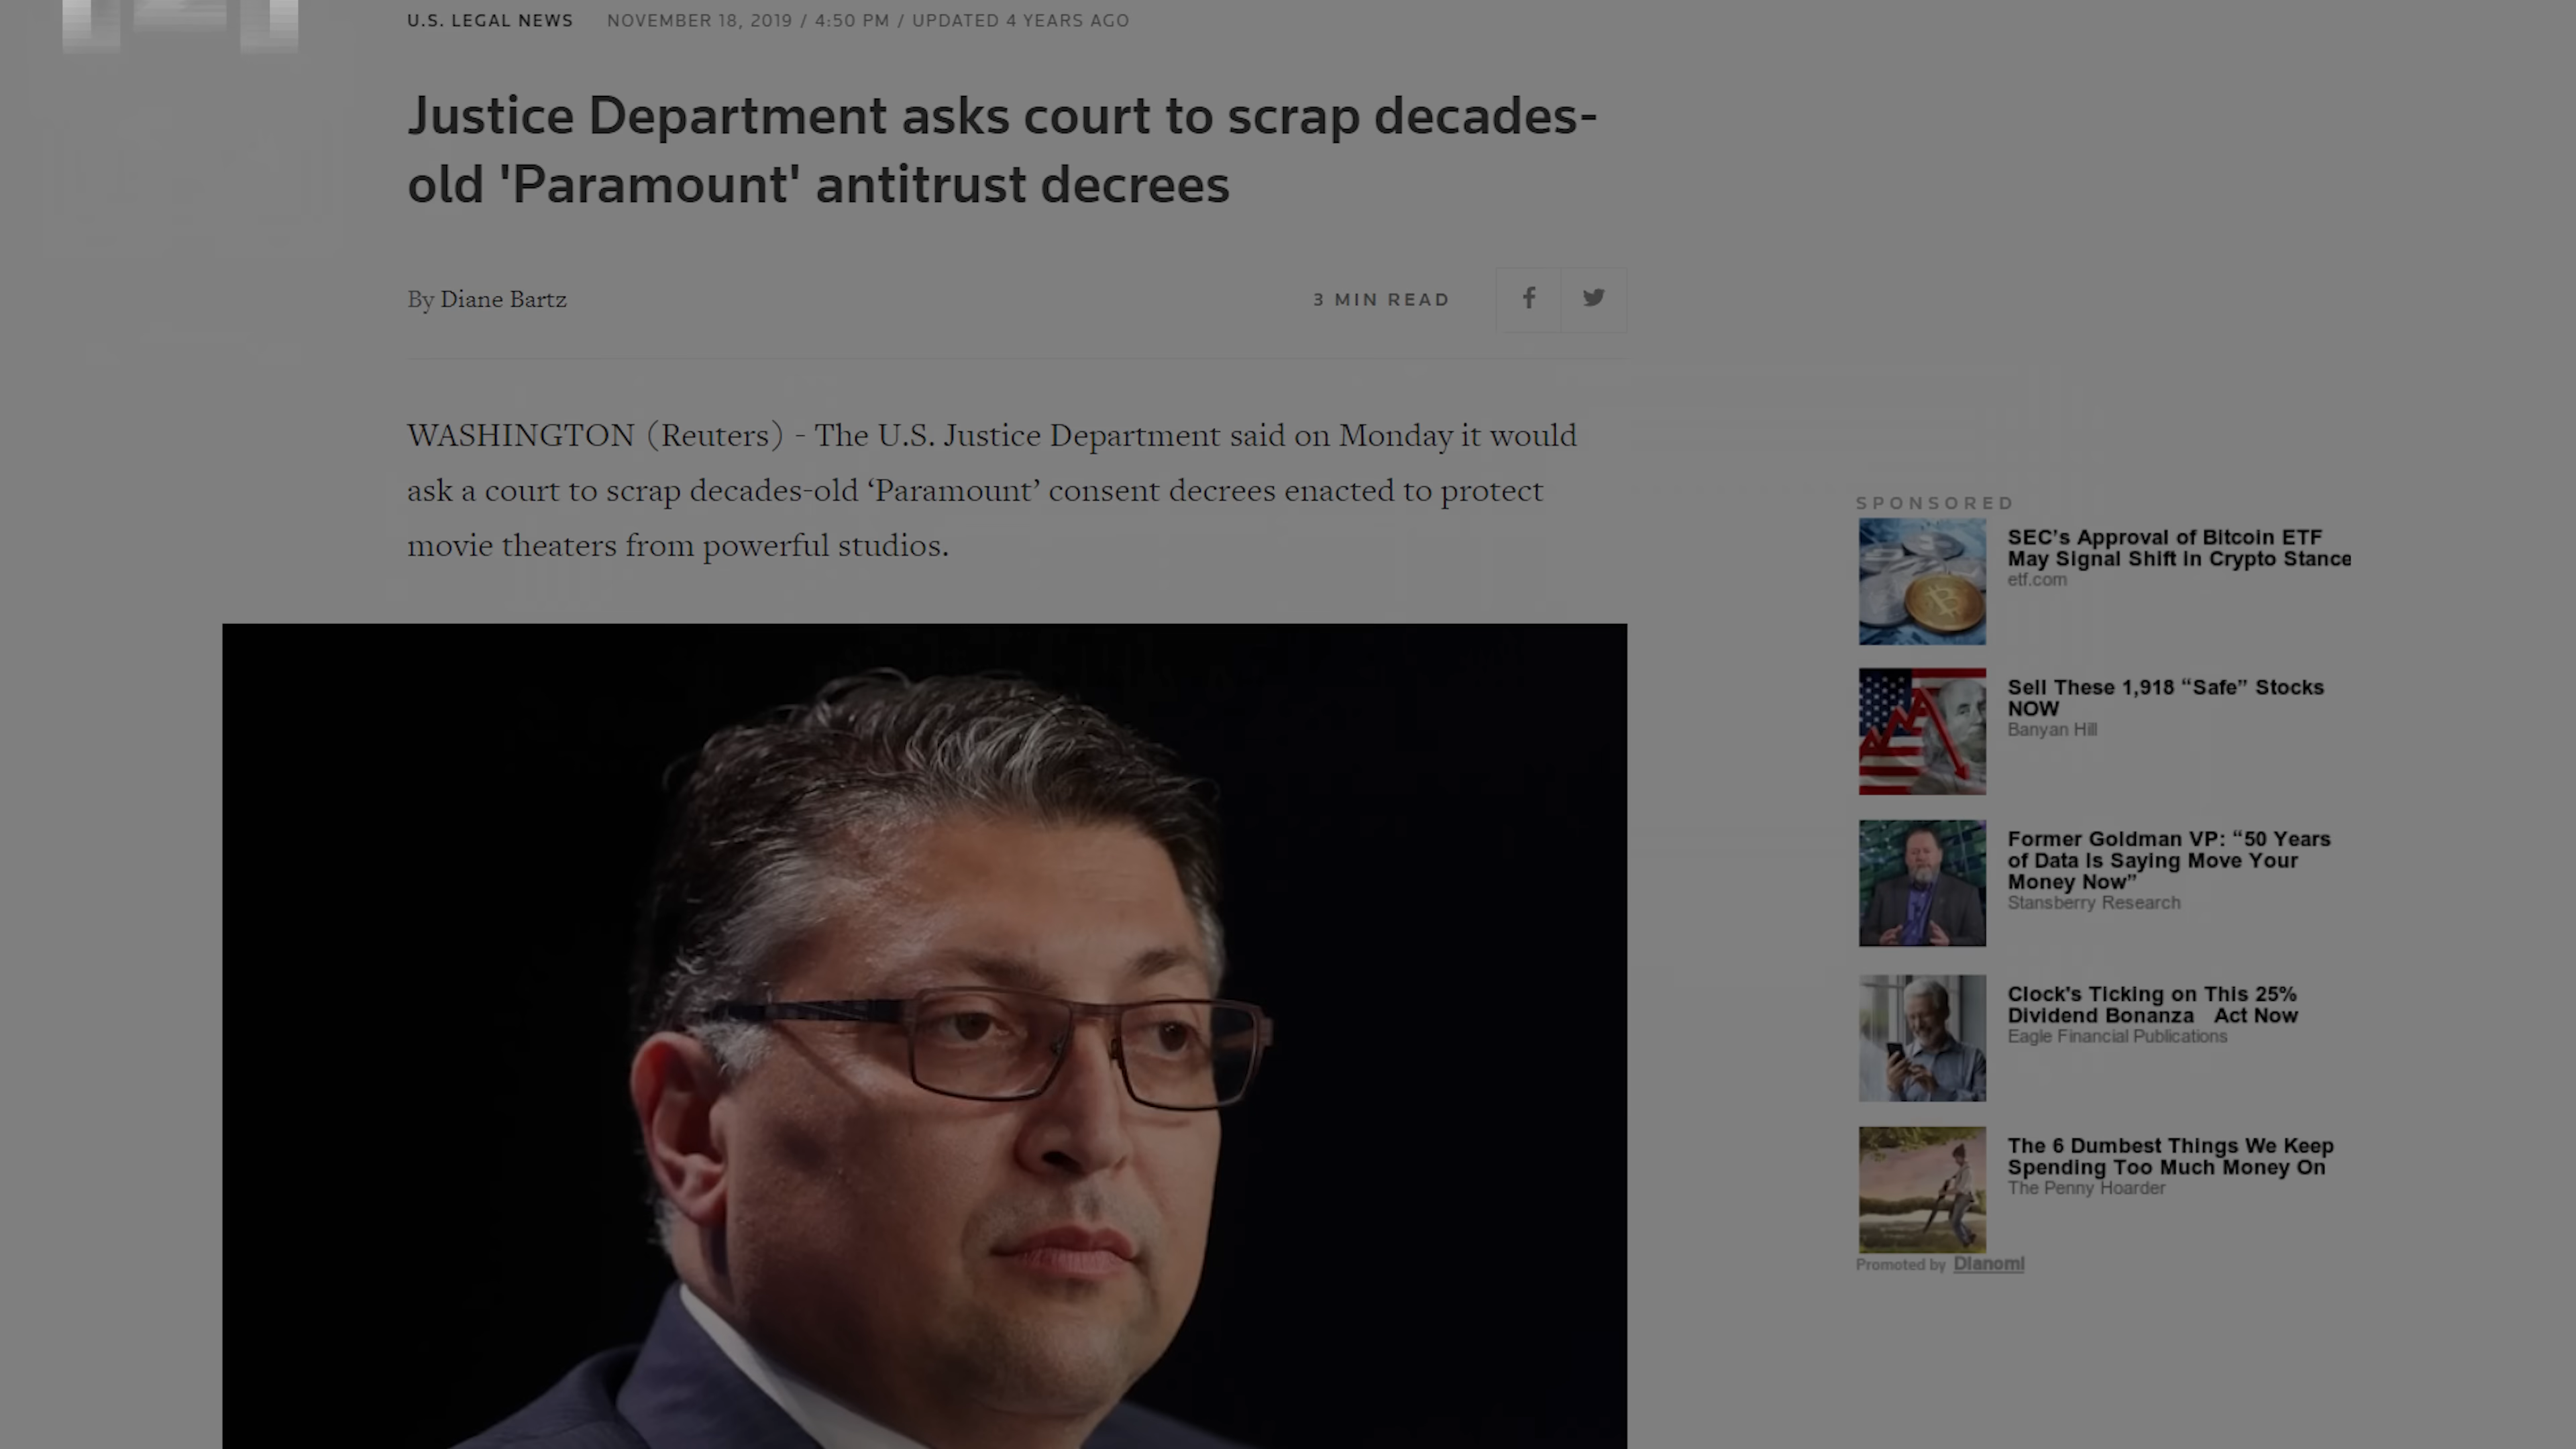 U.S. LEGAL NEWS NOVEMBER 18, 2019 / 4:50 PM / UPDATED 4 YEARS AGO
Justice Department asks court to scrap decades-
old 'Paramount' antitrust decrees
By Diane Bartz
3 MIN READ
WASHINGTON (Reuters) - The U.S. Justice Department said on Monday it would
ask a court to scrap decades-old ‘Paramount’ consent decrees enacted to protect
movie theaters from powerful studios.
SPONSORED
SEC’s Approval of Bitcoin ETF
May Signal Shift in Crypto Stance
etf.com
Sell These 1,918 “Safe” Stocks
NOW
Banyan Hill
Former Goldman VP: “50 Years
of Data Is Saying Move Your
Money Now”
Stansberry Research
Clock's Ticking on This 25%
Dividend Bonanza Act Now
Eagle Financial Publications
The 6 Dumbest Things We Keep
Spending Too Much Money On
The Penny Hoarder
Promoted by Dianomi